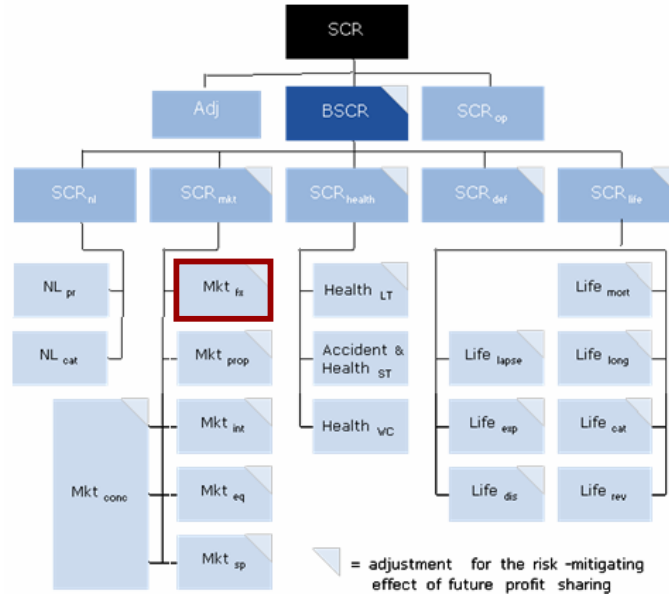 SCR
Adj
BSCR
SCR op
SCR nl
SCR mkt
SCR health
SCR def
SCR life
NL pr
Mkt fx
Health LT
Life mort
NL cat
Mkt prop
Accident &
Health ST
Life lapse
Life long
Mkt conc
Mkt int
Health WC
Life exp
Life cat
Mkt eq
Life dis
Life rev
Mkt sp
= adjustment for the risk -mitigating
effect of future profit sharing